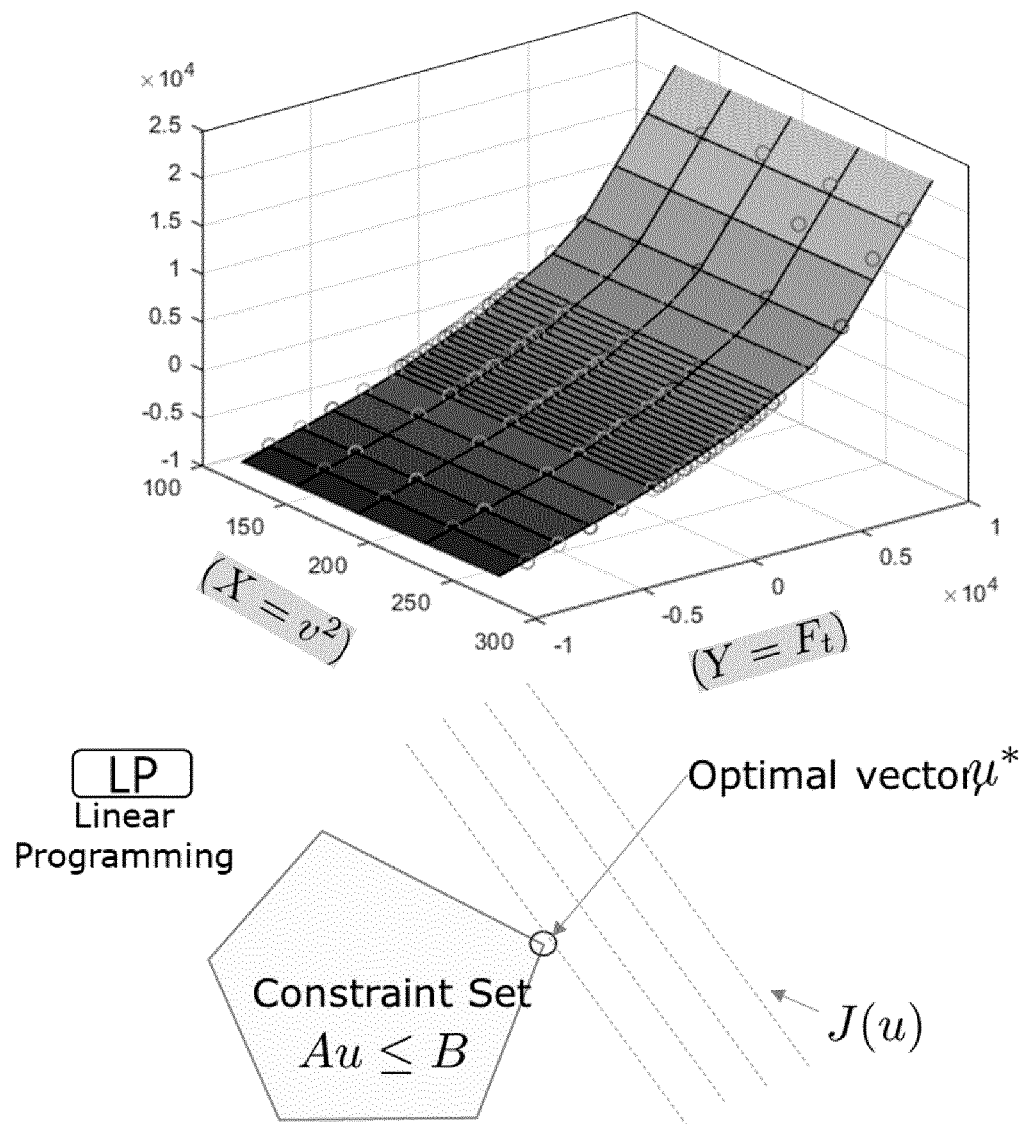 ×10⁴
2.5
2
1.5
1
0.5
0
-0.5
-1
100
150
200
250
300
-1
-0.5
0
0.5
1
×10⁴
(X = v²)
(Y = Fₜ)
LP
Linear
Programming
Optimal vector μ*
Constraint Set
Au ≤ B
J(u)